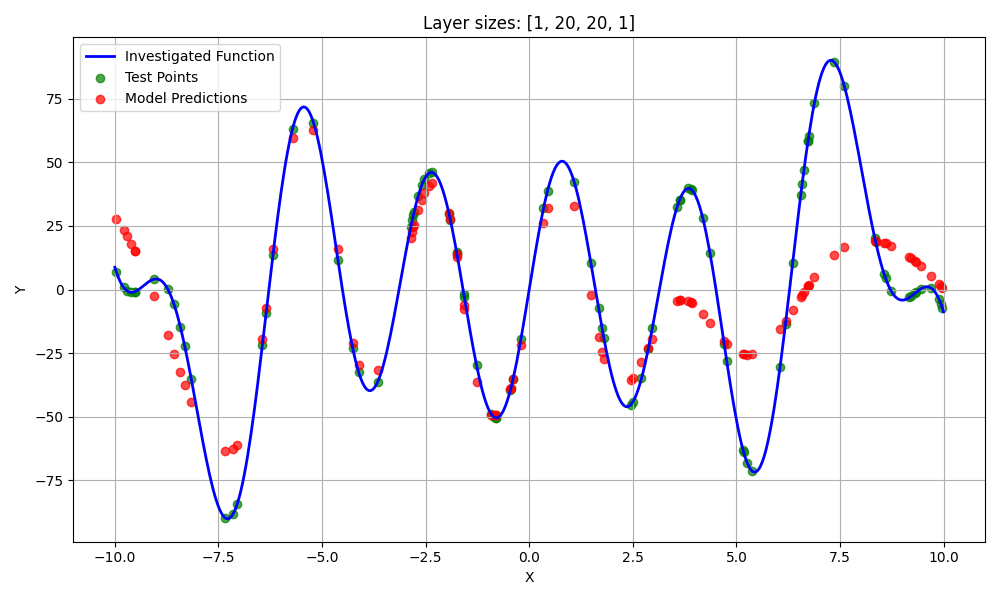 Layer sizes: [1, 20, 20, 1]
Investigated Function
Test Points
Model Predictions
Y
75
50
25
0
−25
−50
−75
−10.0 −7.5 −5.0 −2.5 0.0 2.5 5.0 7.5 10.0
X